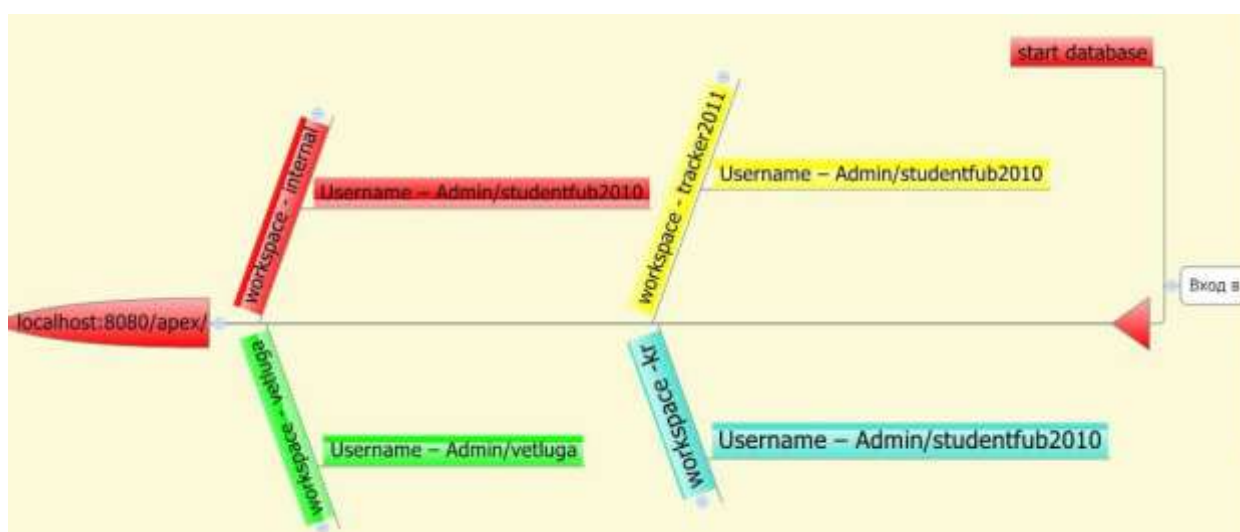 start database
workspace - internal
Username – Admin/studentfub2010
workspace - tracker2011
Username – Admin/studentfub2010
Вход в
localhost:8080/apex/
workspace - vetluga
Username – Admin/vetluga
workspace -kr
Username – Admin/studentfub2010